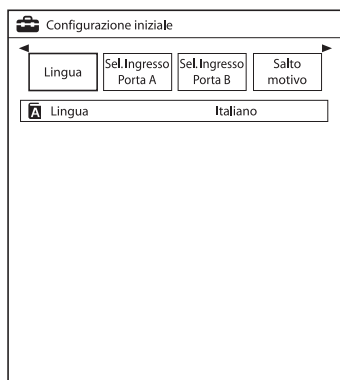 Configurazione iniziale
Lingua
Sel.Ingresso
Porta A
Sel.Ingresso
Porta B
Salto
motivo
A Lingua Italiano